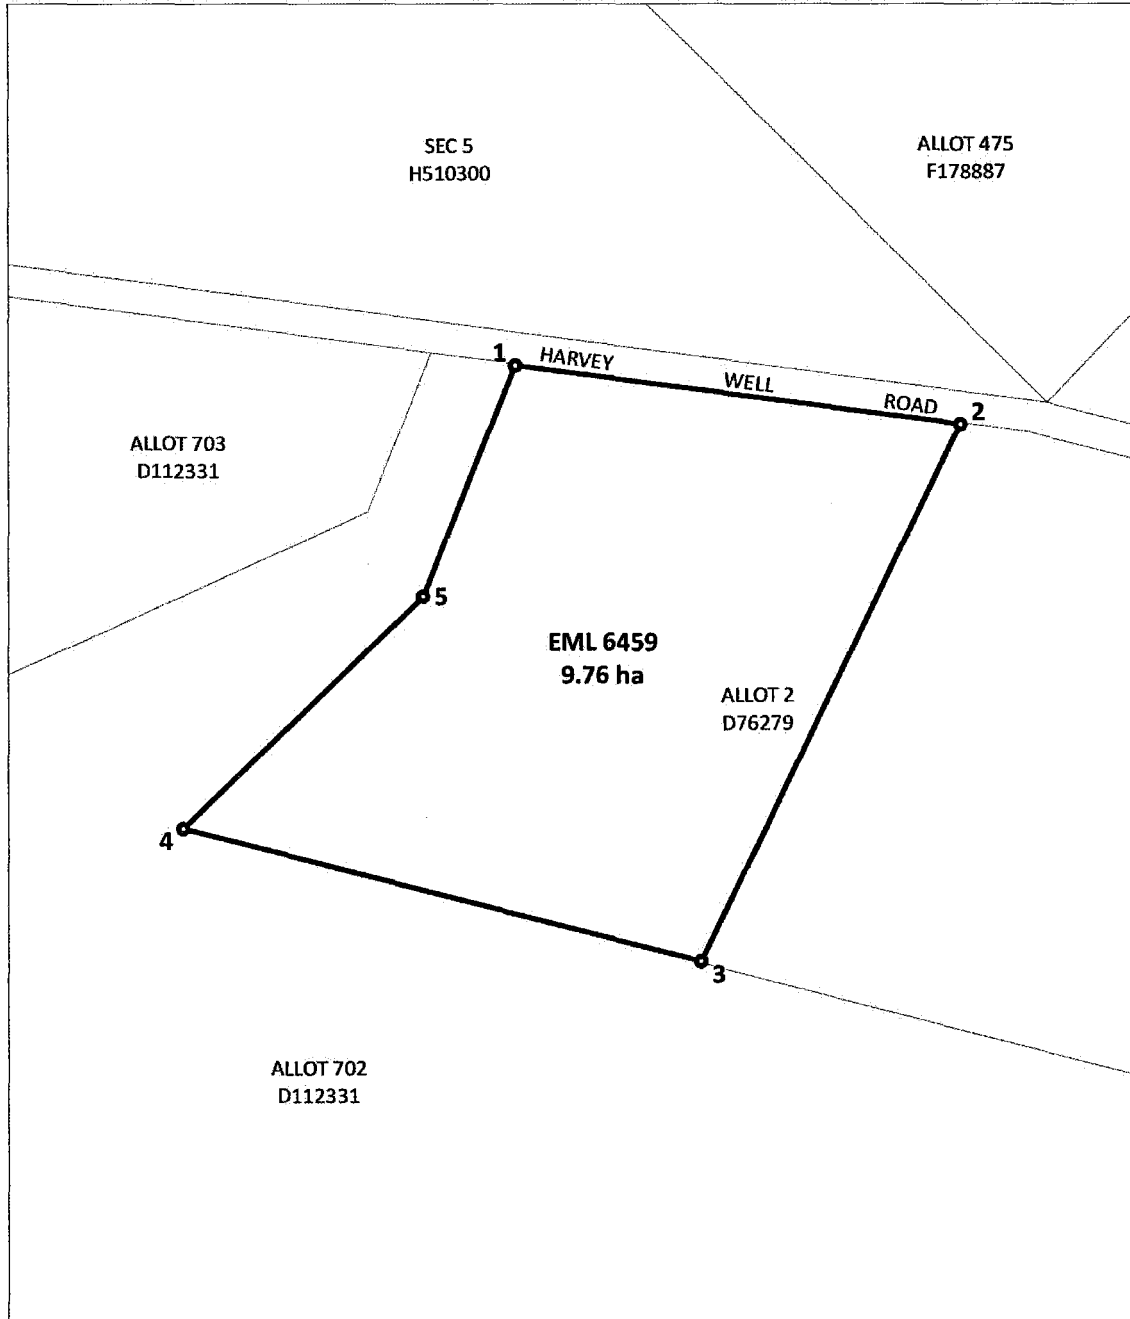 SEC 5
H510300
ALLOT 475
F178887
1
HARVEY WELL ROAD
2
ALLOT 703
D112331
5
EML 6459
9.76 ha
ALLOT 2
D76279
4
3
ALLOT 702
D112331